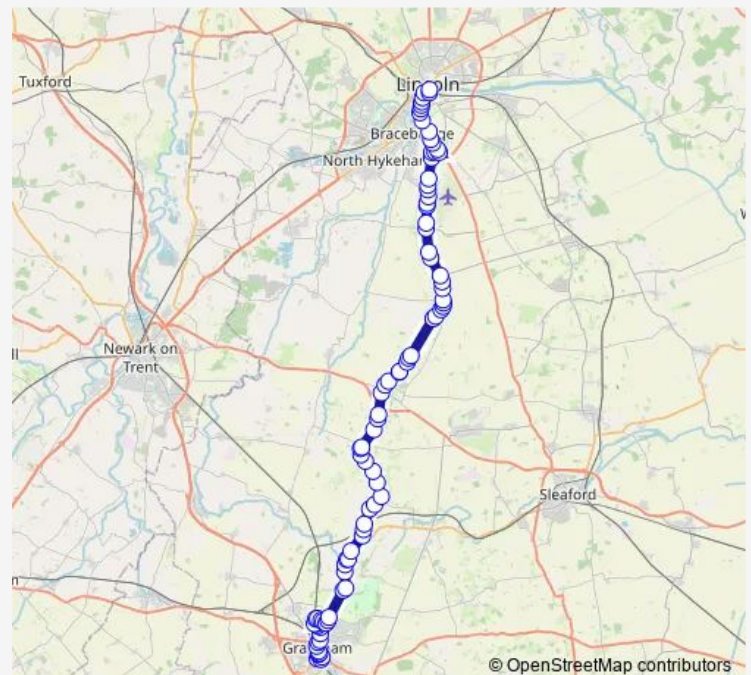 Tuxford
Lincoln
Bracebridge
North Hykeham
Newark on
Trent
Sleaford
Grantham
© OpenStreetMap contributors